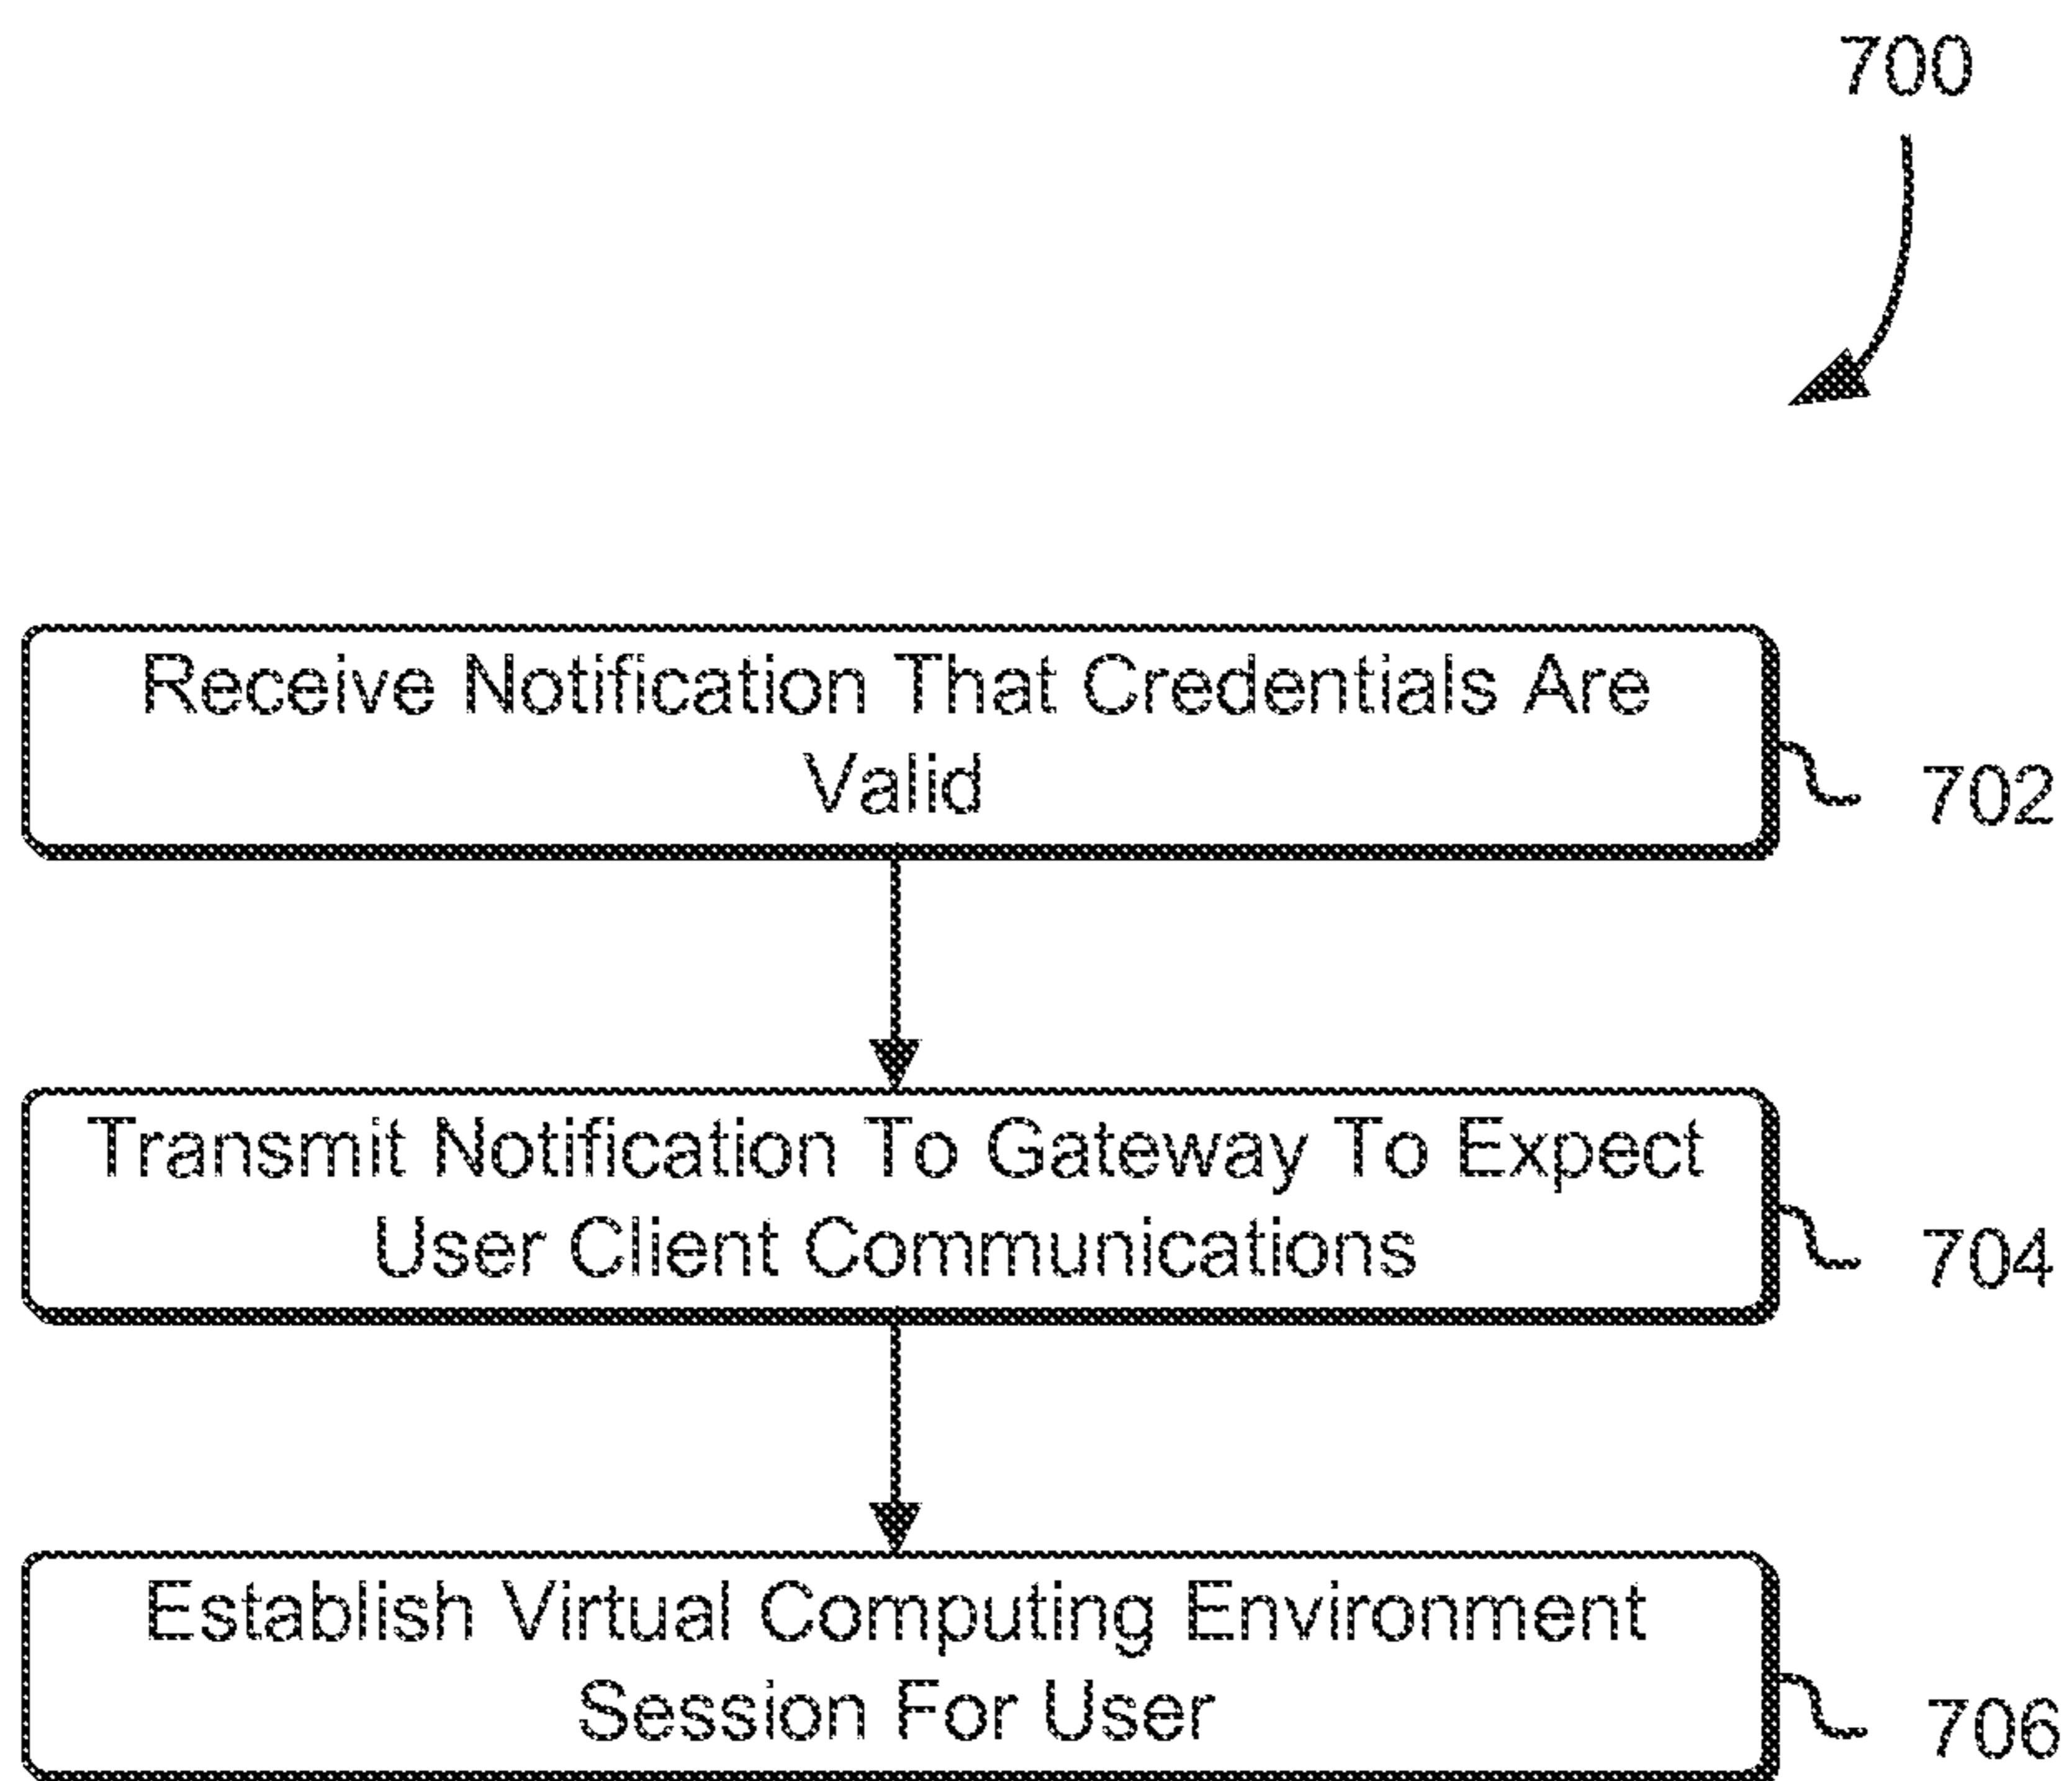 700
Receive Notification That Credentials Are
Valid
702
Transmit Notification To Gateway To Expect
User Client Communications
704
Establish Virtual Computing Environment
Session For User
706